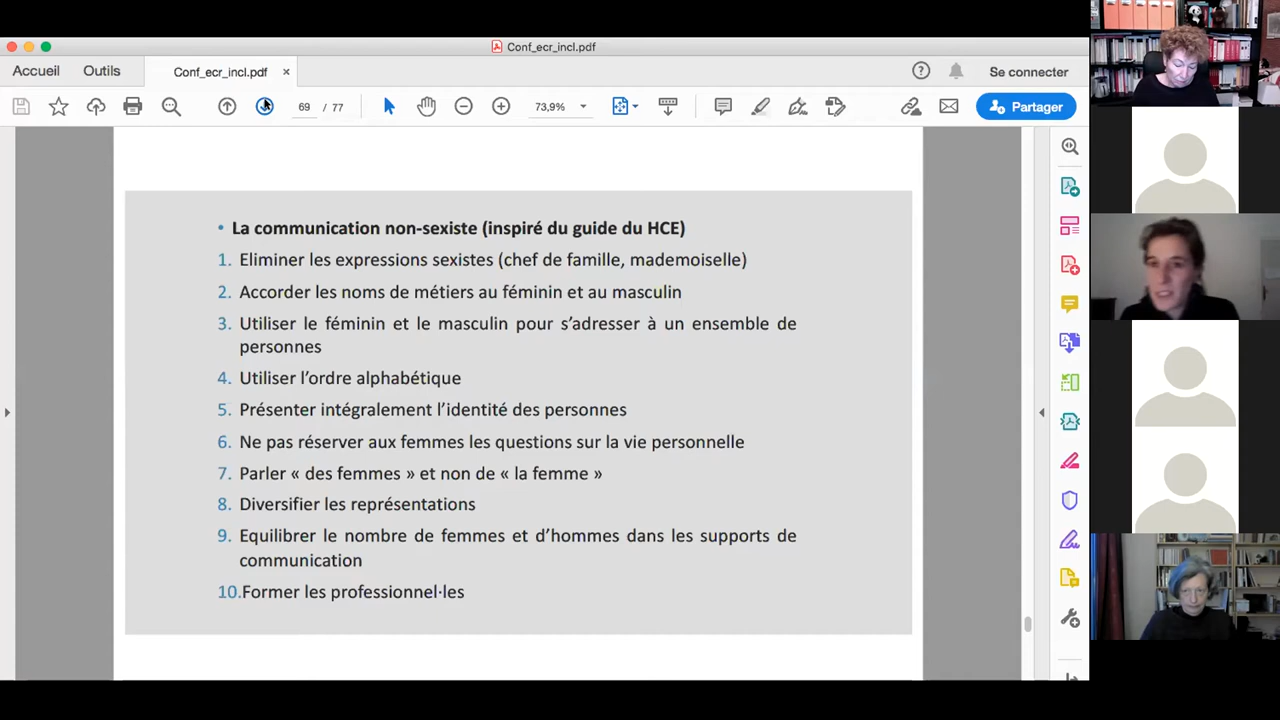 Conf_ecr_incl.pdf
Accueil
Outils
Conf_ecr_incl.pdf
×
Se connecter
69 / 77
73,9%
Partager
• La communication non-sexiste (inspiré du guide du HCE)
1. Eliminer les expressions sexistes (chef de famille, mademoiselle)
2. Accorder les noms de métiers au féminin et au masculin
3. Utiliser le féminin et le masculin pour s’adresser à un ensemble de
personnes
4. Utiliser l’ordre alphabétique
5. Présenter intégralement l’identité des personnes
6. Ne pas réserver aux femmes les questions sur la vie personnelle
7. Parler « des femmes » et non de « la femme »
8. Diversifier les représentations
9. Equilibrer le nombre de femmes et d’hommes dans les supports de
communication
10.Former les professionnel·les